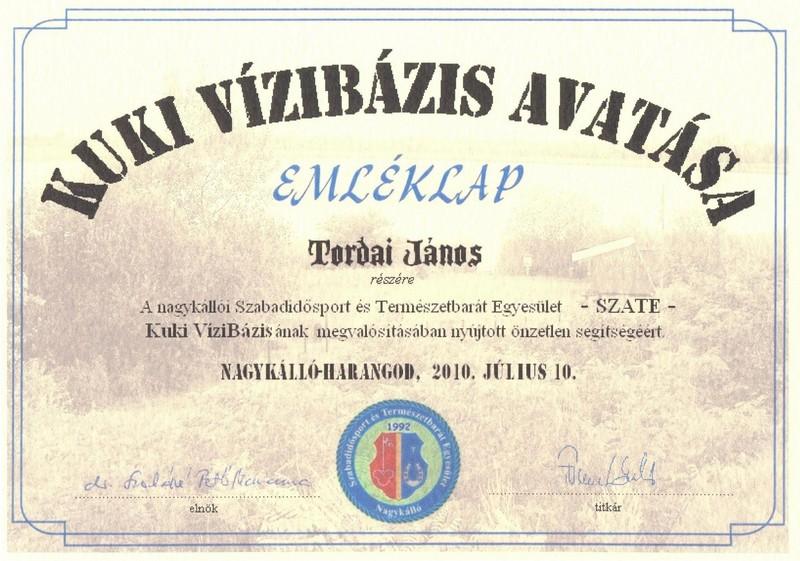 KUKI VÍZIBÁZIS AVATÁSA
EMLÉKLAP
Tordai János
részére
A nagykállói Szabadidősport és Természetbarát Egyesület - SZATE -
Kuki VíziBázisának megvalósításában nyújtott önzetlen segítségéért.
NAGYKÁLLÓ-HARANGOD, 2010. JÚLIUS 10.
Szabadidősport és Természetbarát Egyesület
1992
Nagykálló
dr.
elnök
titkár